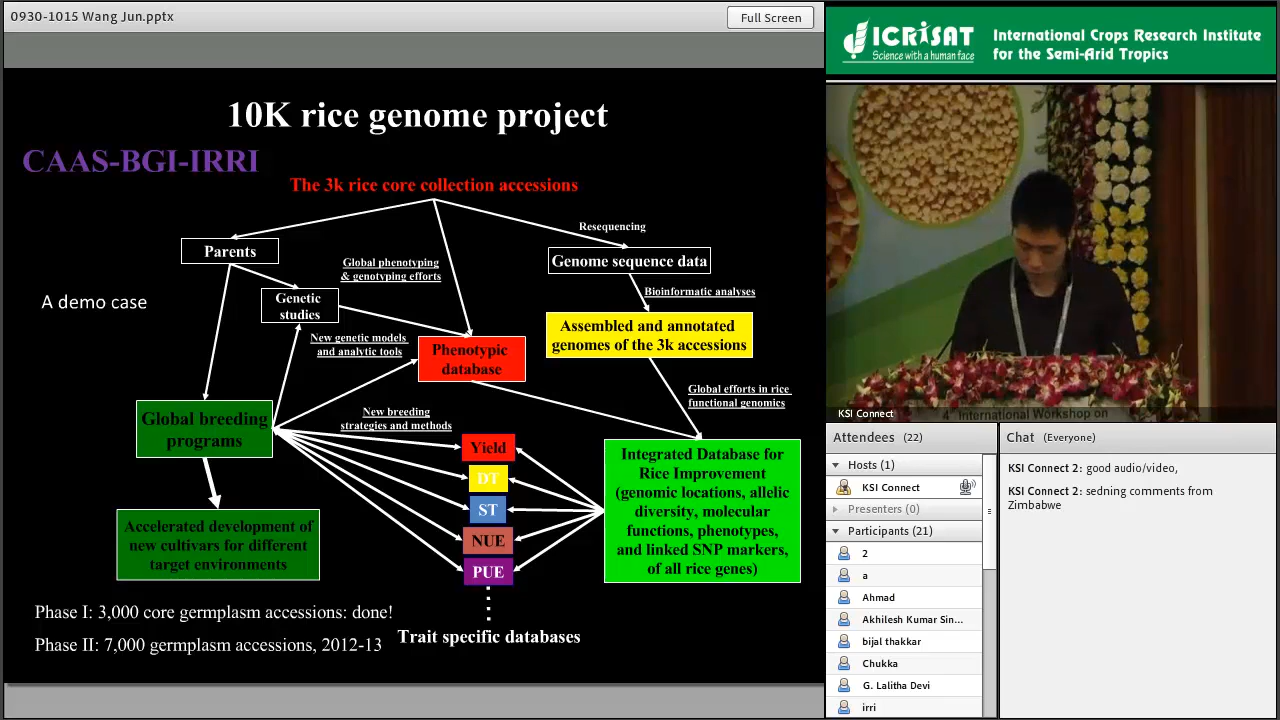 0930-1015 Wang Jun.pptx
Full Screen
10K rice genome project
CAAS-BGI-IRRI
The 3k rice core collection accessions
Resequencing
Parents
Genome sequence data
Global phenotyping
& genotyping efforts
Bioinformatic analyses
A demo case
Genetic
studies
Assembled and annotated
genomes of the 3k accessions
New genetic models
and analytic tools
Phenotypic
database
Global efforts in rice
functional genomics
Global breeding
programs
New breeding
strategies and methods
Yield
DT
ST
NUE
PUE
Integrated Database for
Rice Improvement
(genomic locations, allelic
diversity, molecular
functions, phenotypes,
and linked SNP markers,
of all rice genes)
Accelerated development of
new cultivars for different
target environments
Phase I: 3,000 core germplasm accessions: done!
Phase II: 7,000 germplasm accessions, 2012-13
Trait specific databases
ICRISAT
Science with a human face
International Crops Research Institute
for the Semi-Arid Tropics
KSI Connect
4 International Workshop on
Attendees (22)
Hosts (1)
KSI Connect
Presenters (0)
Participants (21)
2
a
Ahmad
Akhilesh Kumar Sin...
bijal thakkar
Chukka
G. Lalitha Devi
irri
Chat (Everyone)
KSI Connect 2: good audio/video,
KSI Connect 2: sedning comments from
Zimbabwe